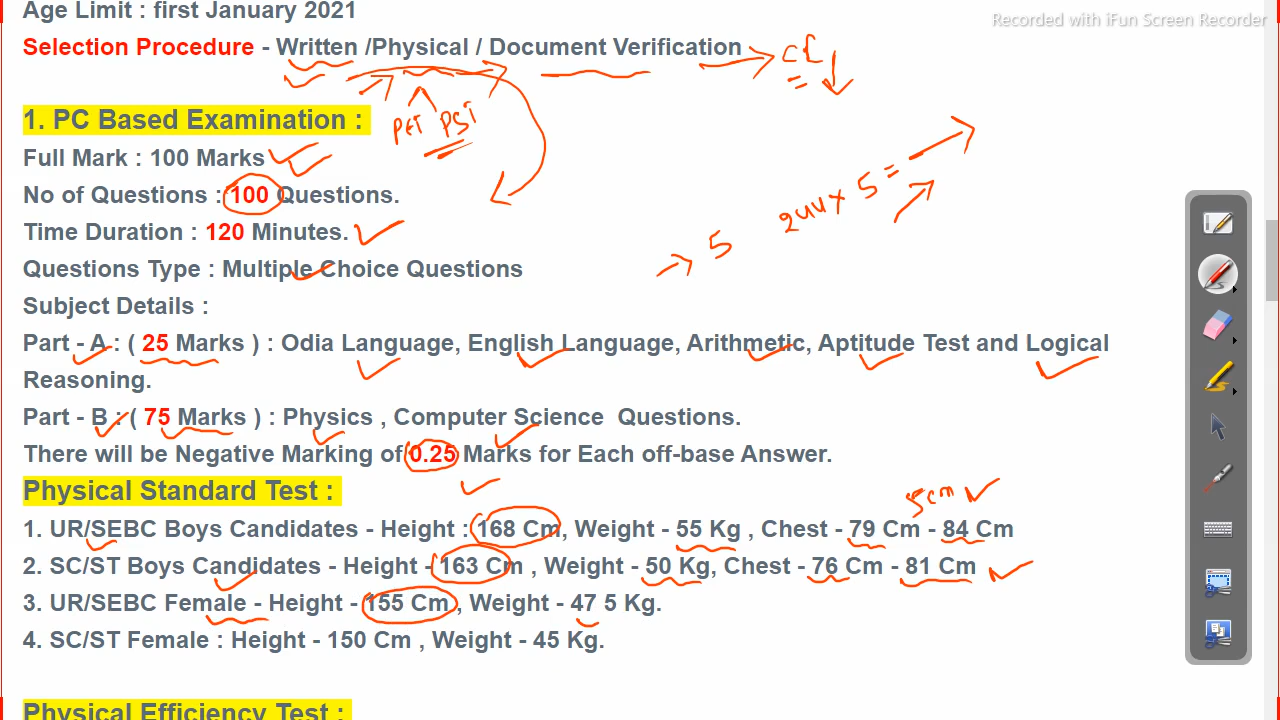 Age Limit : first January 2021
Recorded with iFun Screen Recorder
Selection Procedure - Written /Physical / Document Verification
PET PST
1. PC Based Examination :
Full Mark : 100 Marks
No of Questions : 100 Questions.
244 x 5 =
Time Duration : 120 Minutes.
5
Questions Type : Multiple Choice Questions
Subject Details :
Part - A : ( 25 Marks ) : Odia Language, English Language, Arithmetic, Aptitude Test and Logical
Reasoning.
Part - B : ( 75 Marks ) : Physics , Computer Science Questions.
There will be Negative Marking of 0.25 Marks for Each off-base Answer.
Physical Standard Test :
5cm
1. UR/SEBC Boys Candidates - Height : 168 Cm, Weight - 55 Kg , Chest - 79 Cm - 84 Cm
2. SC/ST Boys Candidates - Height - 163 Cm , Weight - 50 Kg, Chest - 76 Cm - 81 Cm
3. UR/SEBC Female - Height - 155 Cm , Weight - 47 5 Kg.
4. SC/ST Female : Height - 150 Cm , Weight - 45 Kg.
Physical Efficiency Test :